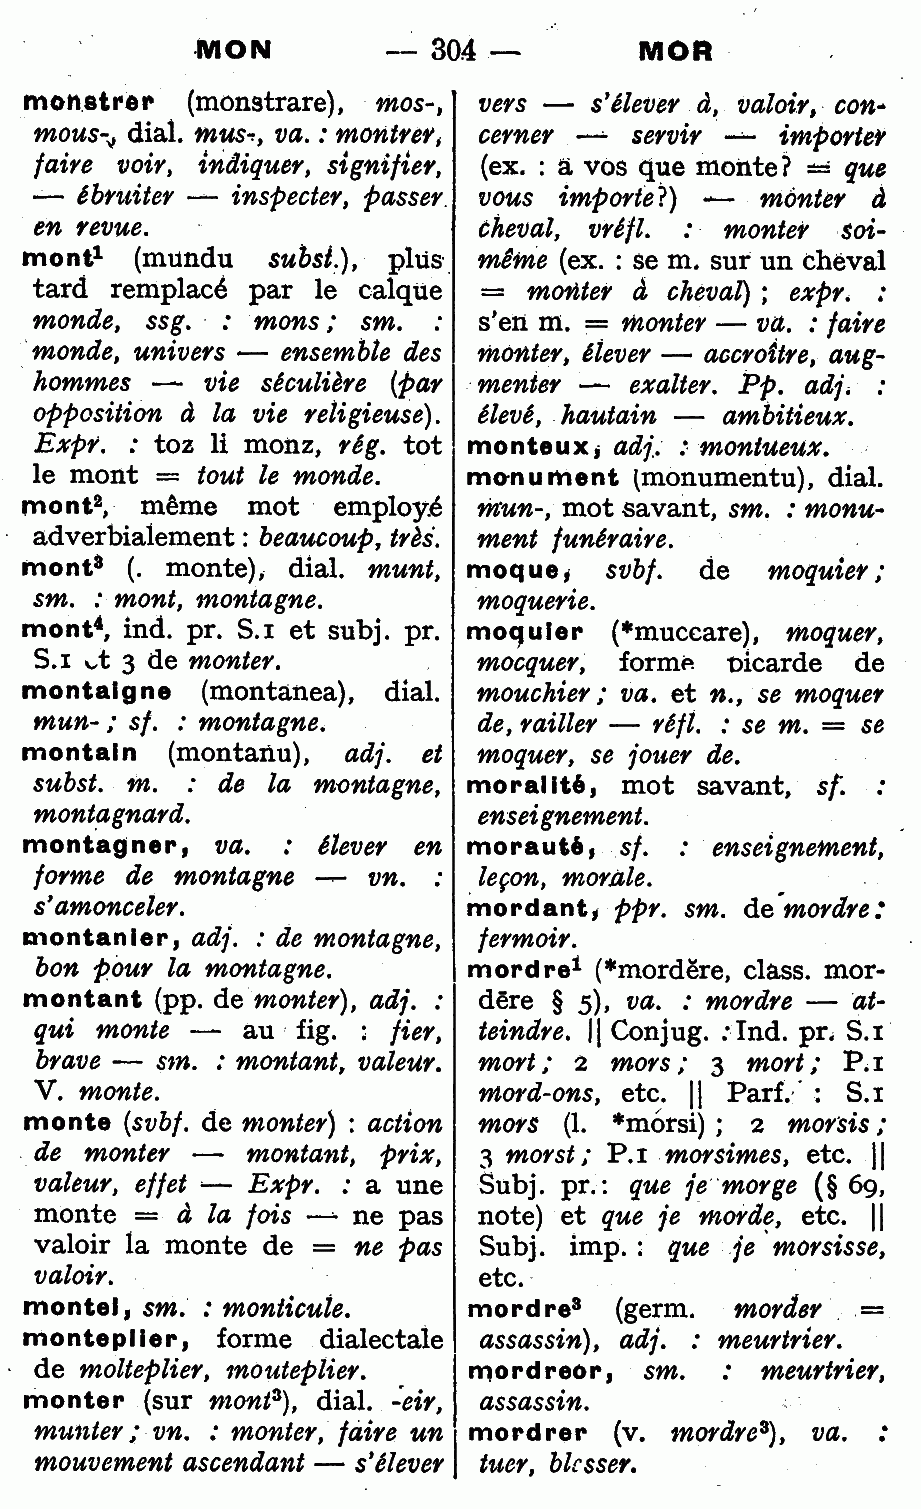 MON — 304 — MOR
monstrer (monstrare), mos-,
mous-, dial. mus-, va. : montrer,
faire voir, indiquer, signifier,
— ébruiter — inspecter, passer
en revue.
mont¹ (mundu subst.), plus
tard remplacé par le calque
monde, ssg. : mons ; sm. :
monde, univers — ensemble des
hommes — vie séculière (par
opposition à la vie religieuse).
Expr. : toz li monz, rég. tot
le mont = tout le monde.
mont², même mot employé
adverbialement : beaucoup, très.
mont³ (. monte), dial. munt,
sm. : mont, montagne.
mont⁴, ind. pr. S.1 et subj. pr.
S.1 et 3 de monter.
montaigne (montanea), dial.
mun- ; sf. : montagne.
montain (montanu), adj. et
subst. m. : de la montagne,
montagnard.
montagner, va. : élever en
forme de montagne — vn. :
s'amonceler.
montanier, adj. : de montagne,
bon pour la montagne.
montant (pp. de monter), adj. :
qui monte — au fig. : fier,
brave — sm. : montant, valeur.
V. monte.
monte (svbf. de monter) : action
de monter — montant, prix,
valeur, effet — Expr. : a une
monte = à la fois — ne pas
valoir la monte de = ne pas
valoir.
montel, sm. : monticule.
monteplier, forme dialectale
de molteplier, mouteplier.
monter (sur mont³), dial. -eir,
munter ; vn. : monter, faire un
mouvement ascendant — s'élever
vers — s'élever à, valoir, con-
cerner — servir — importer
(ex. : a vos que monte? = que
vous importe?) — monter à
cheval, vréfl. : monter soi-
même (ex. : se m. sur un cheval
= monter à cheval) ; expr. :
s'en m. = monter — va. : faire
monter, élever — accroître, aug-
menter — exalter. Pp. adj. :
élevé, hautain — ambitieux.
monteux, adj. : montueux.
monument (monumentu), dial.
mun-, mot savant, sm. : monu-
ment funéraire.
moque, svbf. de moquier ;
moquerie.
moquier (*muccare), moquer,
mocquer, forme picarde de
mouchier ; va. et n., se moquer
de, railler — réfl. : se m. = se
moquer, se jouer de.
moralité, mot savant, sf. :
enseignement.
morauté, sf. : enseignement,
leçon, morale.
mordant, ppr. sm. de mordre :
fermoir.
mordre¹ (*mordĕre, class. mor-
dēre § 5), va. : mordre — at-
teindre. || Conjug. : Ind. pr. S.1
mort ; 2 mors ; 3 mort ; P.1
mord-ons, etc. || Parf. : S.1
mors (l. *mórsi) ; 2 morsis ;
3 morst ; P.1 morsimes, etc. ||
Subj. pr. : que je morge (§ 69,
note) et que je morde, etc. ||
Subj. imp. : que je morsisse,
etc.
mordre³ (germ. morđer =
assassin), adj. : meurtrier.
mordreor, sm. : meurtrier,
assassin.
mordrer (v. mordre³), va. :
tuer, blesser.